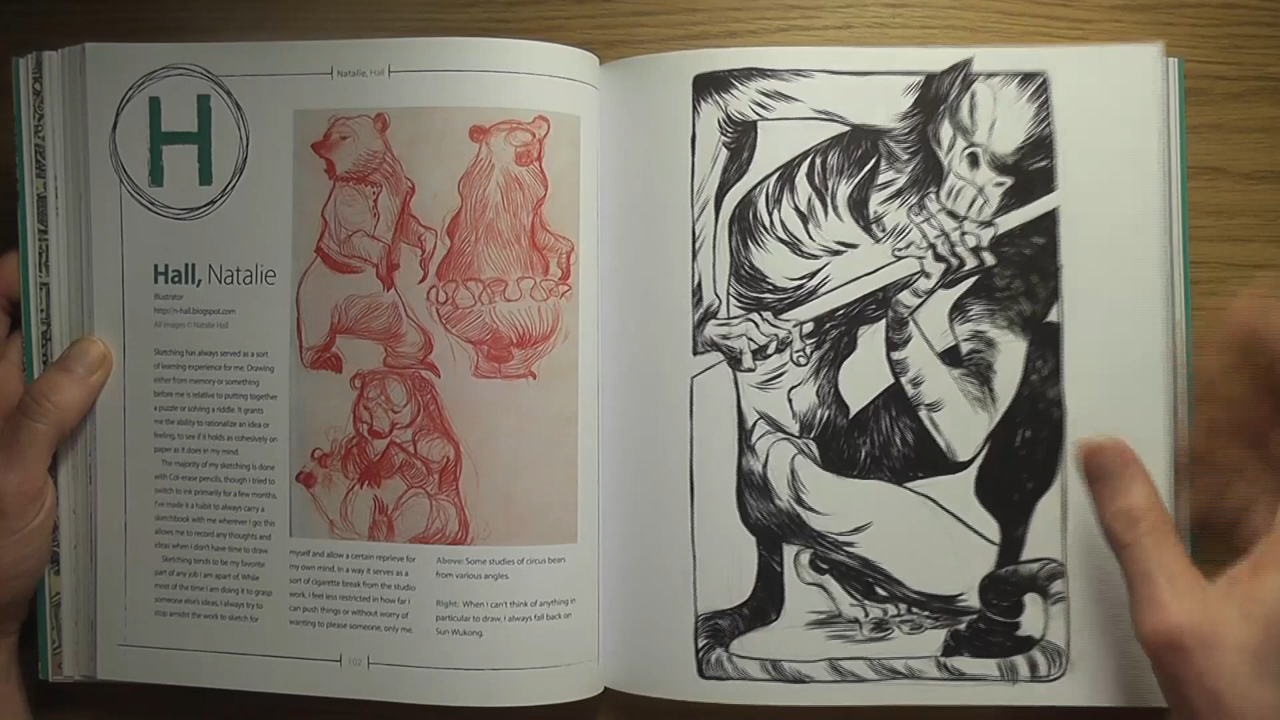 Natalie, Hall
H
Hall, Natalie
Illustrator
http://n-hall.blogspot.com
All images © Natalie Hall
Sketching has always served as a sort
of learning experience for me. Drawing
either from memory or something
before me is relative to putting together
a puzzle or solving a riddle. It grants
me the ability to rationalize an idea or
feeling, to see if it holds as cohesively on
paper as it does in my mind.
The majority of my sketching is done
with Col-erase pencils, though I tried to
switch to ink primarily for a few months.
I've made it a habit to always carry a
sketchbook with me wherever I go; this
allows me to record any thoughts and
ideas when I don't have time to draw.
Sketching tends to be my favorite
part of any job I am apart of. While
most of the time I am doing it to grasp
someone else's ideas, I always try to
stop amidst the work to sketch for
myself and allow a certain reprieve for
my own mind. In a way it serves as a
sort of cigarette break from the studio
work. I feel less restricted in how far I
can push things or without worry of
wanting to please someone, only me.
Above: Some studies of circus bears
from various angles.
Right: When I can't think of anything in
particular to draw, I always fall back on
Sun Wukong.
102